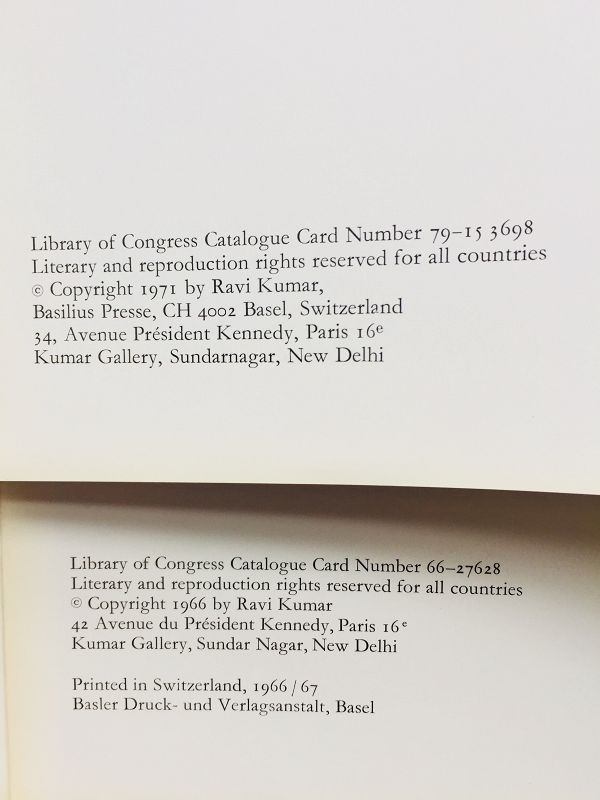 Library of Congress Catalogue Card Number 79–15 3698
Literary and reproduction rights reserved for all countries
© Copyright 1971 by Ravi Kumar,
Basilius Presse, CH 4002 Basel, Switzerland
34, Avenue Président Kennedy, Paris 16e
Kumar Gallery, Sundarnagar, New Delhi
Library of Congress Catalogue Card Number 66–27628
Literary and reproduction rights reserved for all countries
© Copyright 1966 by Ravi Kumar
42 Avenue du Président Kennedy, Paris 16e
Kumar Gallery, Sundar Nagar, New Delhi
Printed in Switzerland, 1966 / 67
Basler Druck- und Verlagsanstalt, Basel